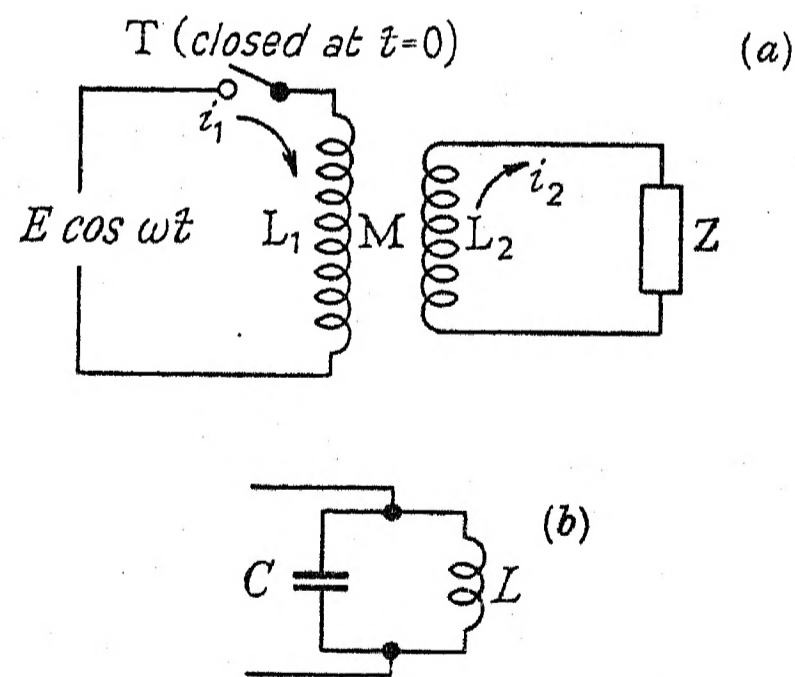 T (closed at t=0)
(a)
i₁
i₂
E cos ωt
L₁
M
L₂
Z
(b)
C
L